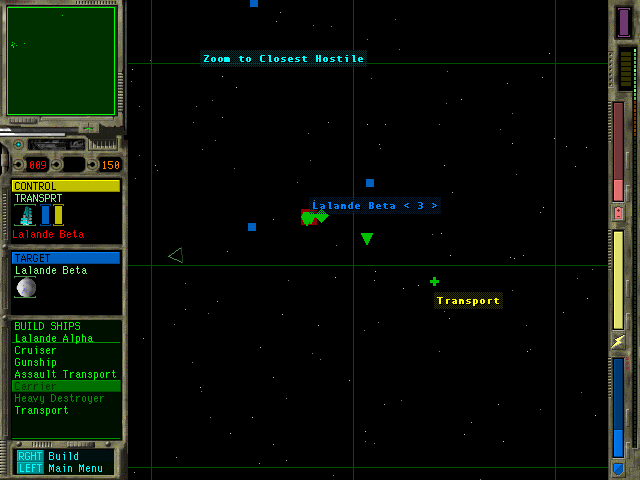 Zoom to Closest Hostile
009 150
CONTROL
TRANSPRT
Lalande Beta
Lalande Beta < 3 >
TARGET
Lalande Beta
Transport
BUILD SHIPS
Lalande Alpha
Cruiser
Gunship
Assault Transport
Carrier
Heavy Destroyer
Transport
RGHT Build
LEFT Main Menu